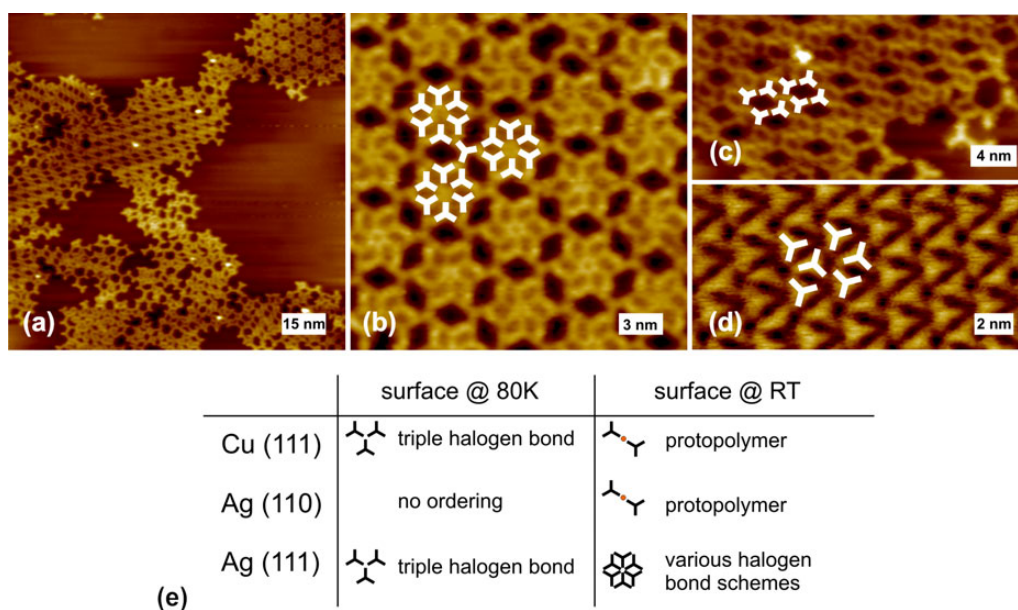 (a)
15 nm
(b)
3 nm
(c)
4 nm
(d)
2 nm
surface @ 80K
surface @ RT
Cu (111)
triple halogen bond
protopolymer
Ag (110)
no ordering
protopolymer
Ag (111)
triple halogen bond
various halogen
bond schemes
(e)